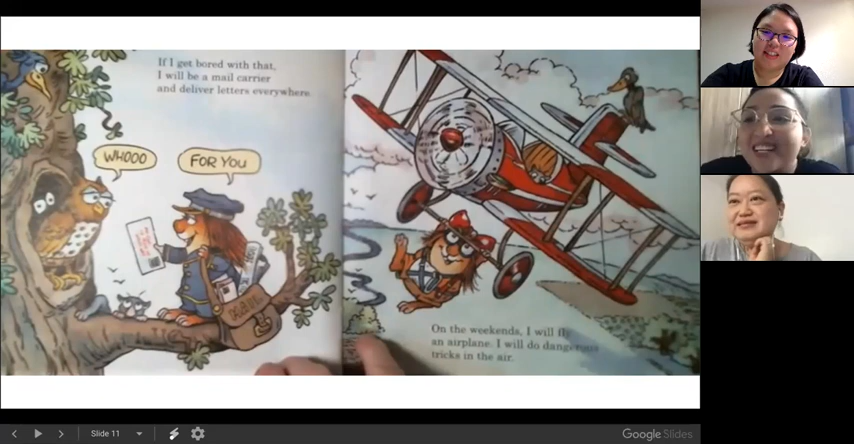 If I get bored with that,
I will be a mail carrier
and deliver letters everywhere.
WHOOO
FOR YOU
MAIL
On the weekends, I will fly
an airplane. I will do dangerous
tricks in the air.
Slide 11
Google Slides